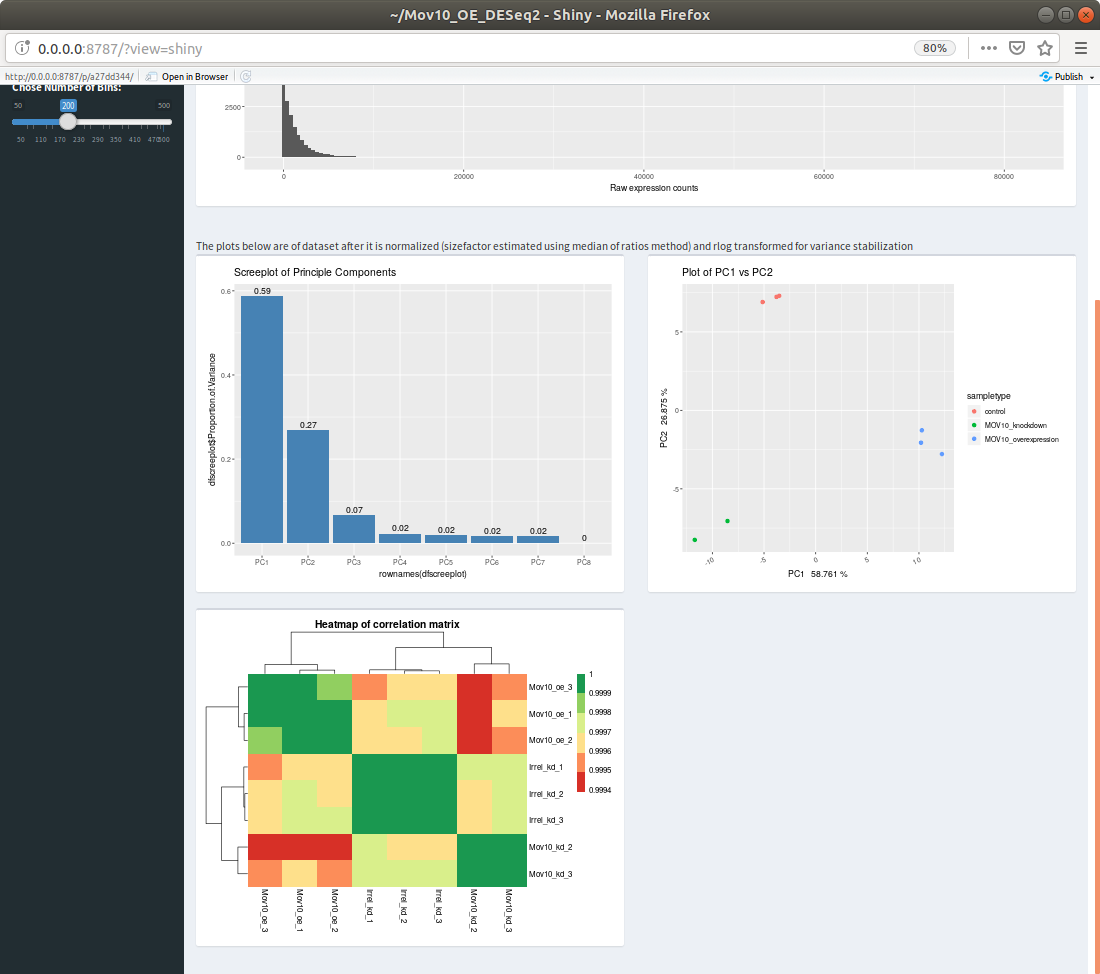 ~/Mov10_OE_DESeq2 - Shiny - Mozilla Firefox
0.0.0.0:8787/?view=shiny
80%
http://0.0.0.0:8787/p/a27dd344/
Open in Browser
Publish
Chose Number of Bins:
50 200 500
50 110 170 230 290 350 410 470500
2500
0
0 20000 40000 60000 80000
Raw expression counts
The plots below are of dataset after it is normalized (sizefactor estimated using median of ratios method) and rlog transformed for variance stabilization
Screeplot of Principle Components
dfscreeplot$Proportion.of.Variance
0.6
0.4
0.2
0.0
0.59
0.27
0.07
0.02
0.02
0.02
0.02
0
PC1 PC2 PC3 PC4 PC5 PC6 PC7 PC8
rownames(dfscreeplot)
Plot of PC1 vs PC2
PC2 26.875 %
5
0
-5
-10 -5 0 5 10
PC1 58.761 %
sampletype
control
MOV10_knockdown
MOV10_overexpression
Heatmap of correlation matrix
Mov10_oe_3
Mov10_oe_1
Mov10_oe_2
Irrel_kd_1
Irrel_kd_2
Irrel_kd_3
Mov10_kd_2
Mov10_kd_3
1
0.9999
0.9998
0.9997
0.9996
0.9995
0.9994
Mov10_oe_3
Mov10_oe_1
Mov10_oe_2
Irrel_kd_1
Irrel_kd_2
Irrel_kd_3
Mov10_kd_2
Mov10_kd_3